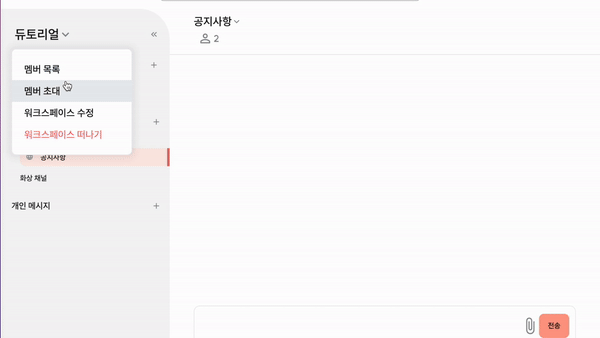 듀토리얼
«
멤버 목록
멤버 초대
워크스페이스 수정
워크스페이스 떠나기
공지사항
화상 채널
개인 메시지
공지사항
2
전송